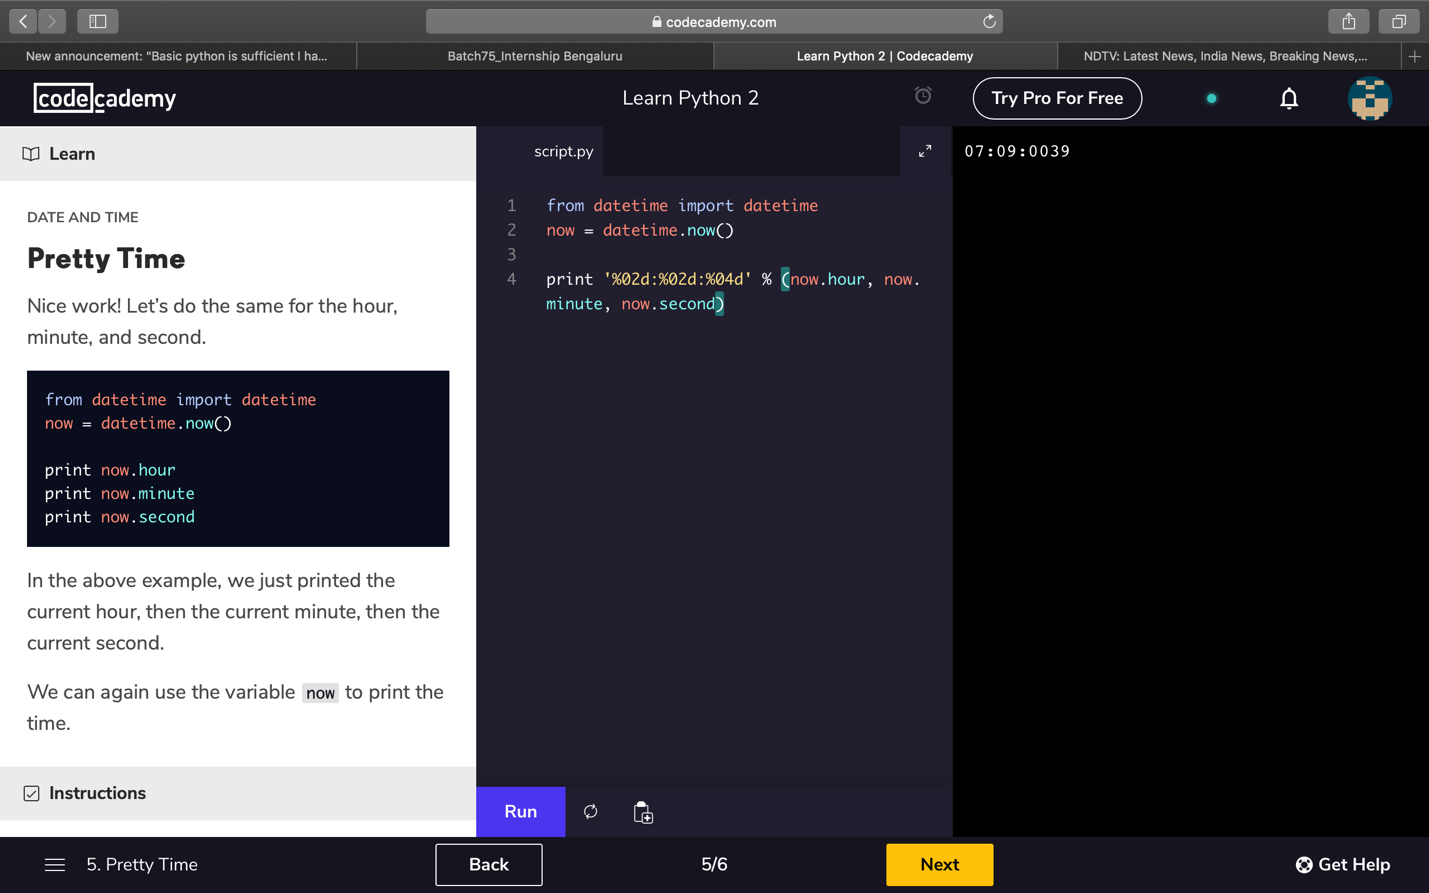 codecademy.com
New announcement: "Basic python is sufficient I ha...
Batch75_Internship Bengaluru
Learn Python 2 | Codecademy
NDTV: Latest News, India News, Breaking News,...
codecademy
Learn Python 2
Try Pro For Free
Learn
DATE AND TIME
Pretty Time
Nice work! Let's do the same for the hour,
minute, and second.
from datetime import datetime
now = datetime.now()
print now.hour
print now.minute
print now.second
In the above example, we just printed the
current hour, then the current minute, then the
current second.
We can again use the variable now to print the
time.
Instructions
script.py
1 from datetime import datetime
2 now = datetime.now()
3
4 print '%02d:%02d:%04d' % (now.hour, now.
minute, now.second)
Run
07:09:0039
5. Pretty Time
Back
5/6
Next
Get Help